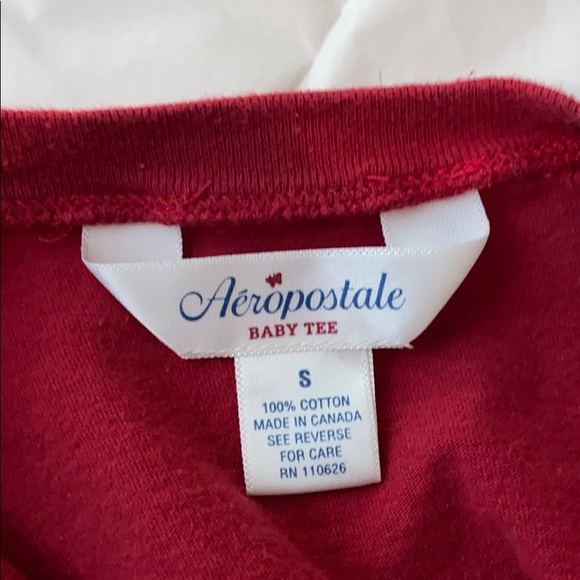 Aéropostale
BABY TEE
S
100% COTTON
MADE IN CANADA
SEE REVERSE
FOR CARE
RN 110626